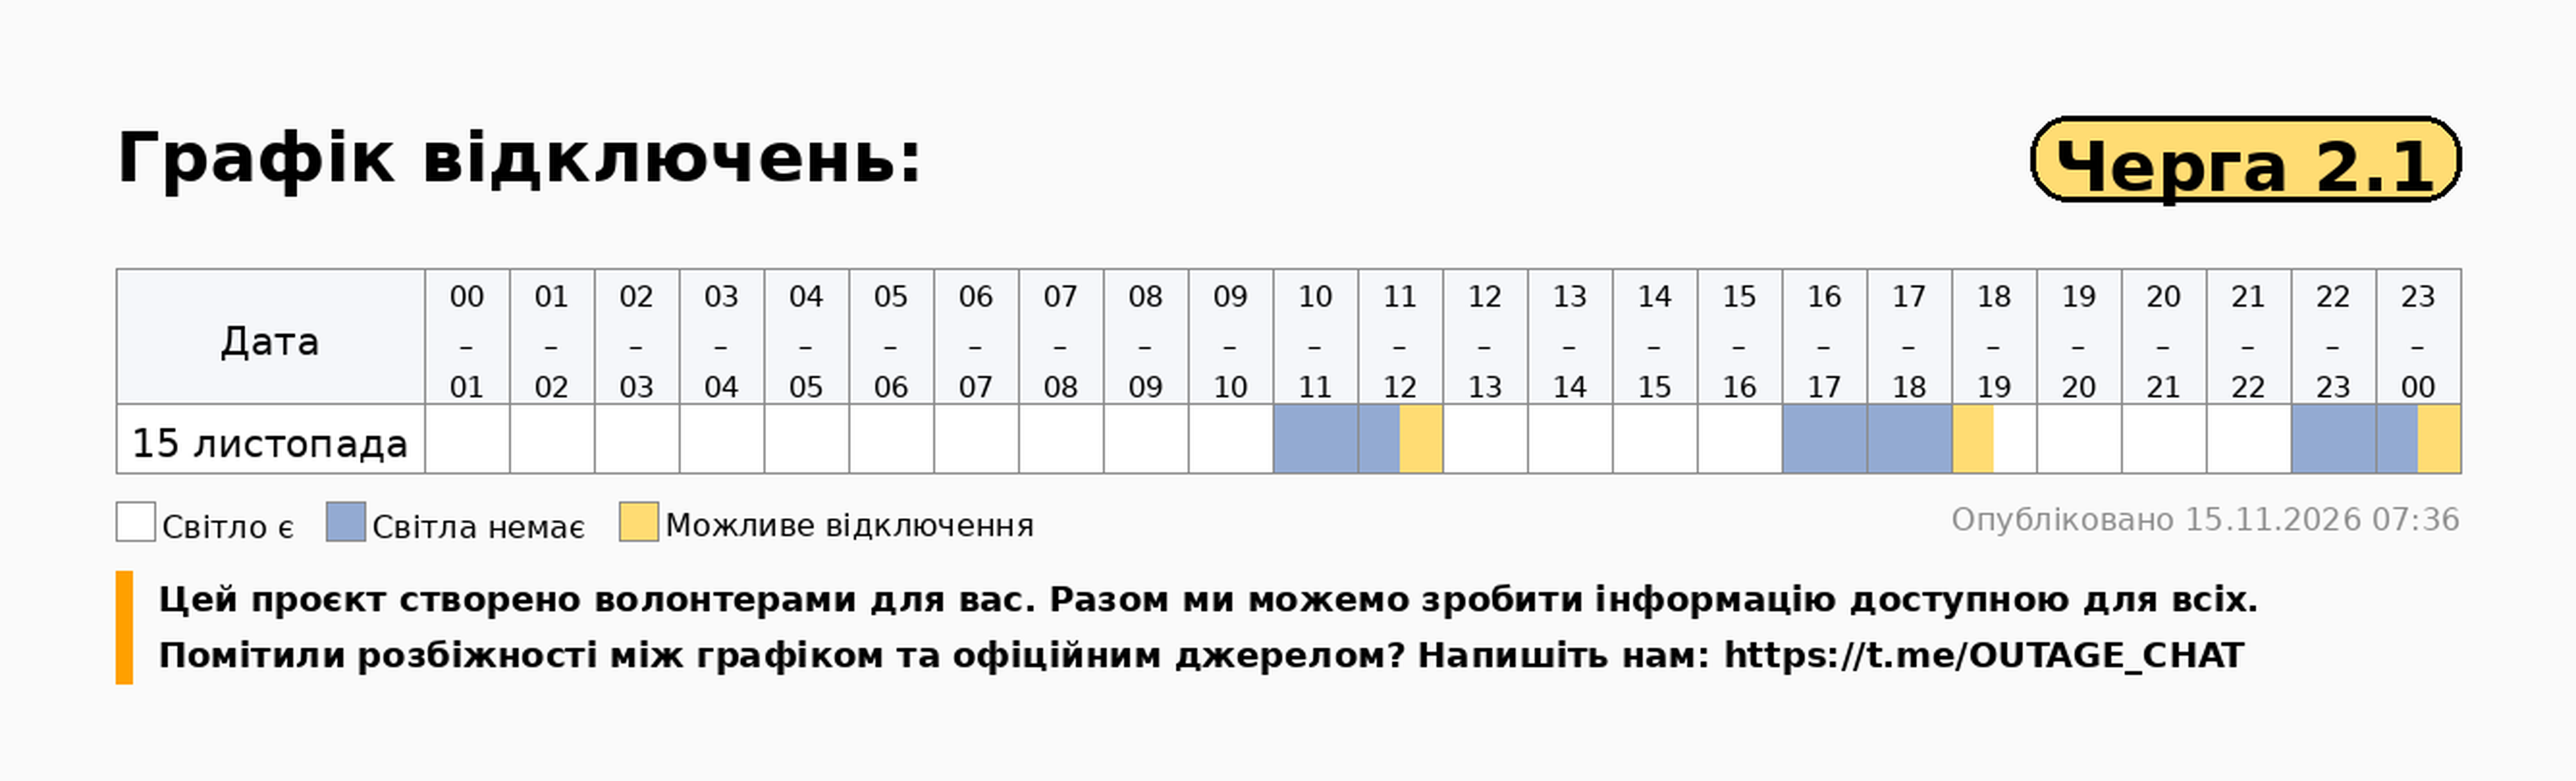 Графік відключень:
Черга 2.1
Дата
00 – 01
01 – 02
02 – 03
03 – 04
04 – 05
05 – 06
06 – 07
07 – 08
08 – 09
09 – 10
10 – 11
11 – 12
12 – 13
13 – 14
14 – 15
15 – 16
16 – 17
17 – 18
18 – 19
19 – 20
20 – 21
21 – 22
22 – 23
23 – 00
15 листопада
Світло є
Світла немає
Можливе відключення
Опубліковано 15.11.2026 07:36
Цей проєкт створено волонтерами для вас. Разом ми можемо зробити інформацію доступною для всіх.
Помітили розбіжності між графіком та офіційним джерелом? Напишіть нам: https://t.me/OUTAGE_CHAT